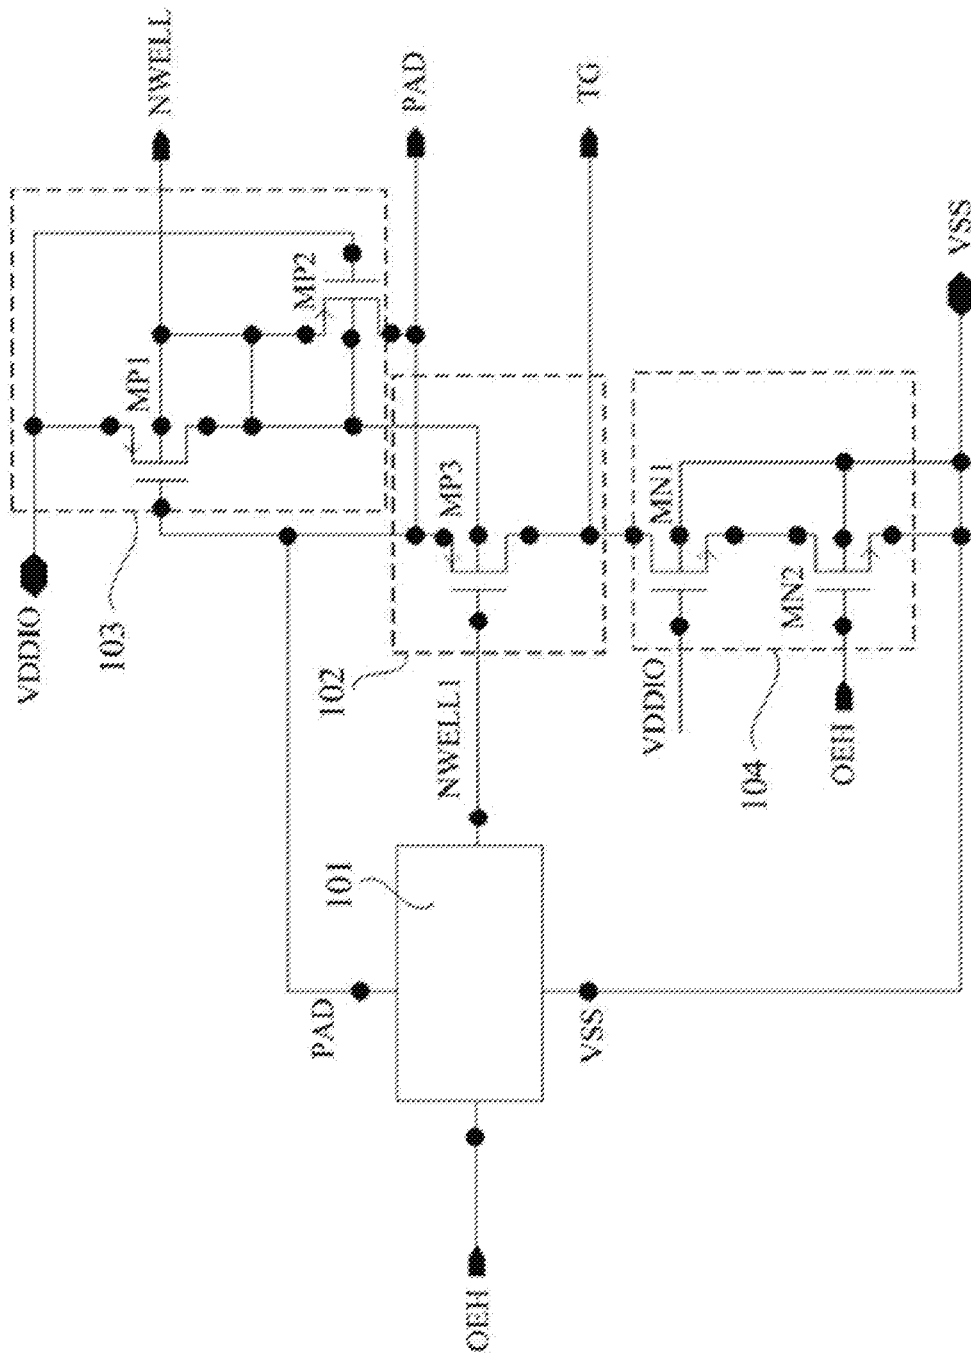 VDDIO
103
MP1
MP2
NWELL
PAD
102
MP3
TG
NWELL1
101
PAD
VSS
OEH
VDDIO
MN1
104
MN2
OEH
VSS